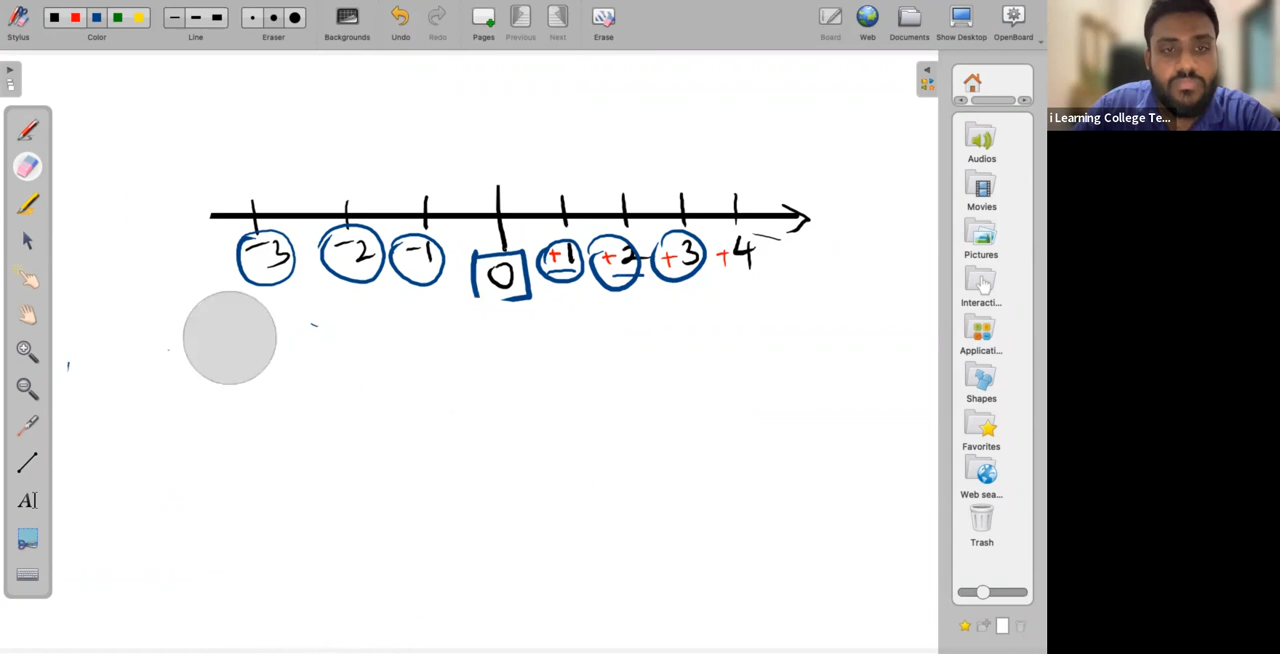 Stylus Color Line Eraser Backgrounds Undo Redo Pages Previous Next Erase Board Web Documents Show Desktop OpenBoard
i Learning College Te...
Audios
Movies
-3 -2 -1 0 +1 +2 +3 +4
Pictures
Interacti...
Applicati...
Shapes
Favorites
Web sea...
Trash